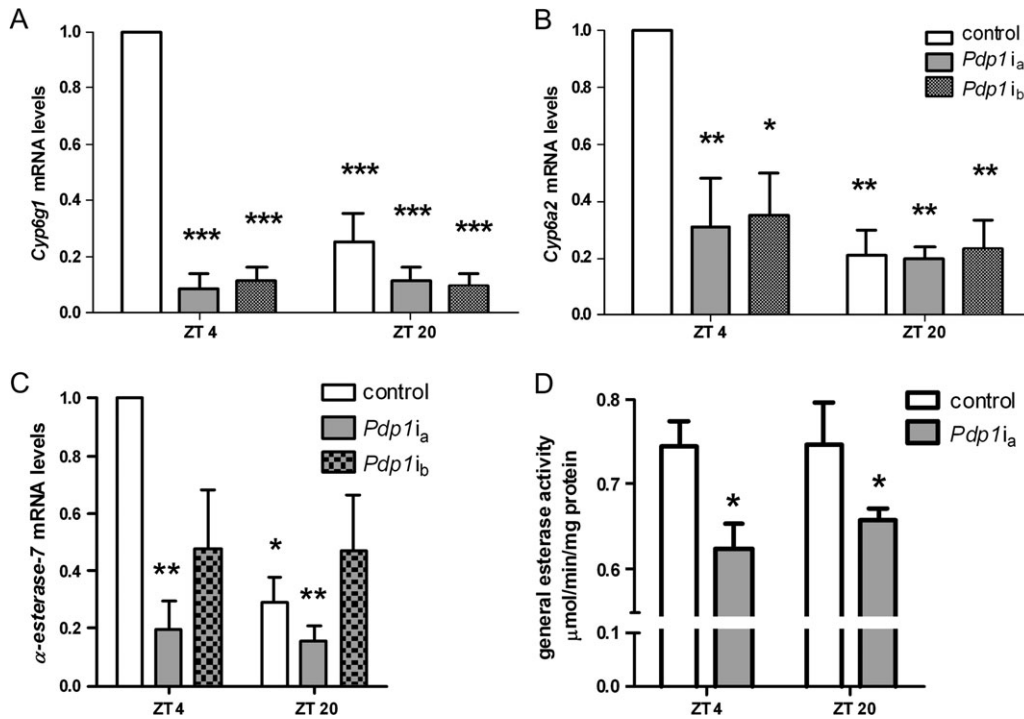 A
Cyp6g1 mRNA levels
1.0
0.8
0.6
0.4
0.2
0.0
***
***
***
***
***
ZT 4
ZT 20
B
Cyp6a2 mRNA levels
1.0
0.8
0.6
0.4
0.2
0.0
control
Pdp1ia
Pdp1ib
**
*
**
**
**
ZT 4
ZT 20
C
α-esterase-7 mRNA levels
1.0
0.8
0.6
0.4
0.2
0.0
control
Pdp1ia
Pdp1ib
**
*
**
ZT 4
ZT 20
D
general esterase activity
μmol/min/mg protein
0.8
0.7
0.6
0.1
0.0
control
Pdp1ia
*
*
ZT 4
ZT 20